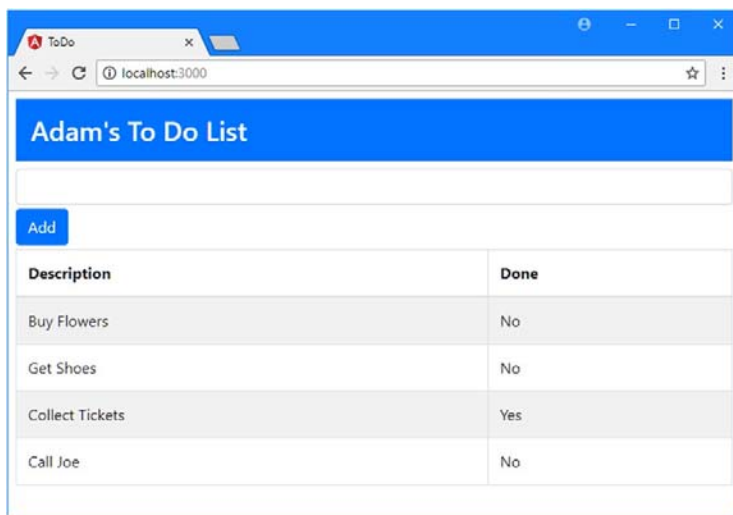 ToDo
localhost:3000
Adam's To Do List
Add
Description Done
Buy Flowers No
Get Shoes No
Collect Tickets Yes
Call Joe No